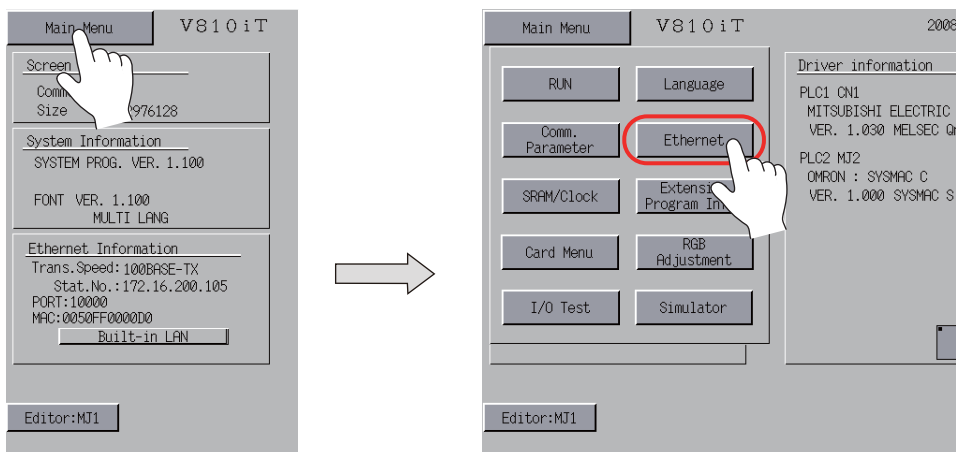 Main Menu
V810iT
Screen
Size
2976128
System Information
SYSTEM PROG. VER. 1.100
FONT VER. 1.100
MULTI LANG
Ethernet Information
Trans.Speed:100BASE-TX
Stat.No.:172.16.200.105
PORT:10000
MAC:0050FF0000D0
Built-in LAN
Editor:MJ1
Main Menu
V810iT
2008
RUN
Language
Comm.
Parameter
Ethernet
SRAM/Clock
Program
Card Menu
RGB
Adjustment
I/O Test
Simulator
Editor:MJ1
Driver information
PLC1 CN1
MITSUBISHI ELECTRIC
VER. 1.030 MELSEC
PLC2 MJ2
OMRON : SYSMAC C
VER. 1.000 SYSMAC S